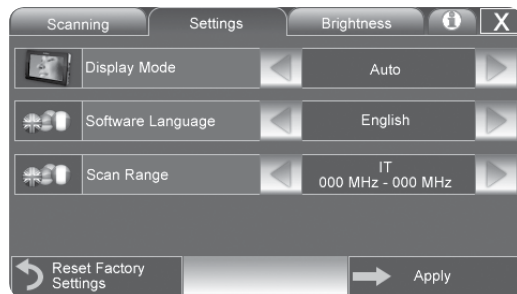 Scanning
Settings
Brightness
i
X
Display Mode
Auto
Software Language
English
Scan Range
IT
000 MHz - 000 MHz
Reset Factory
Settings
Apply